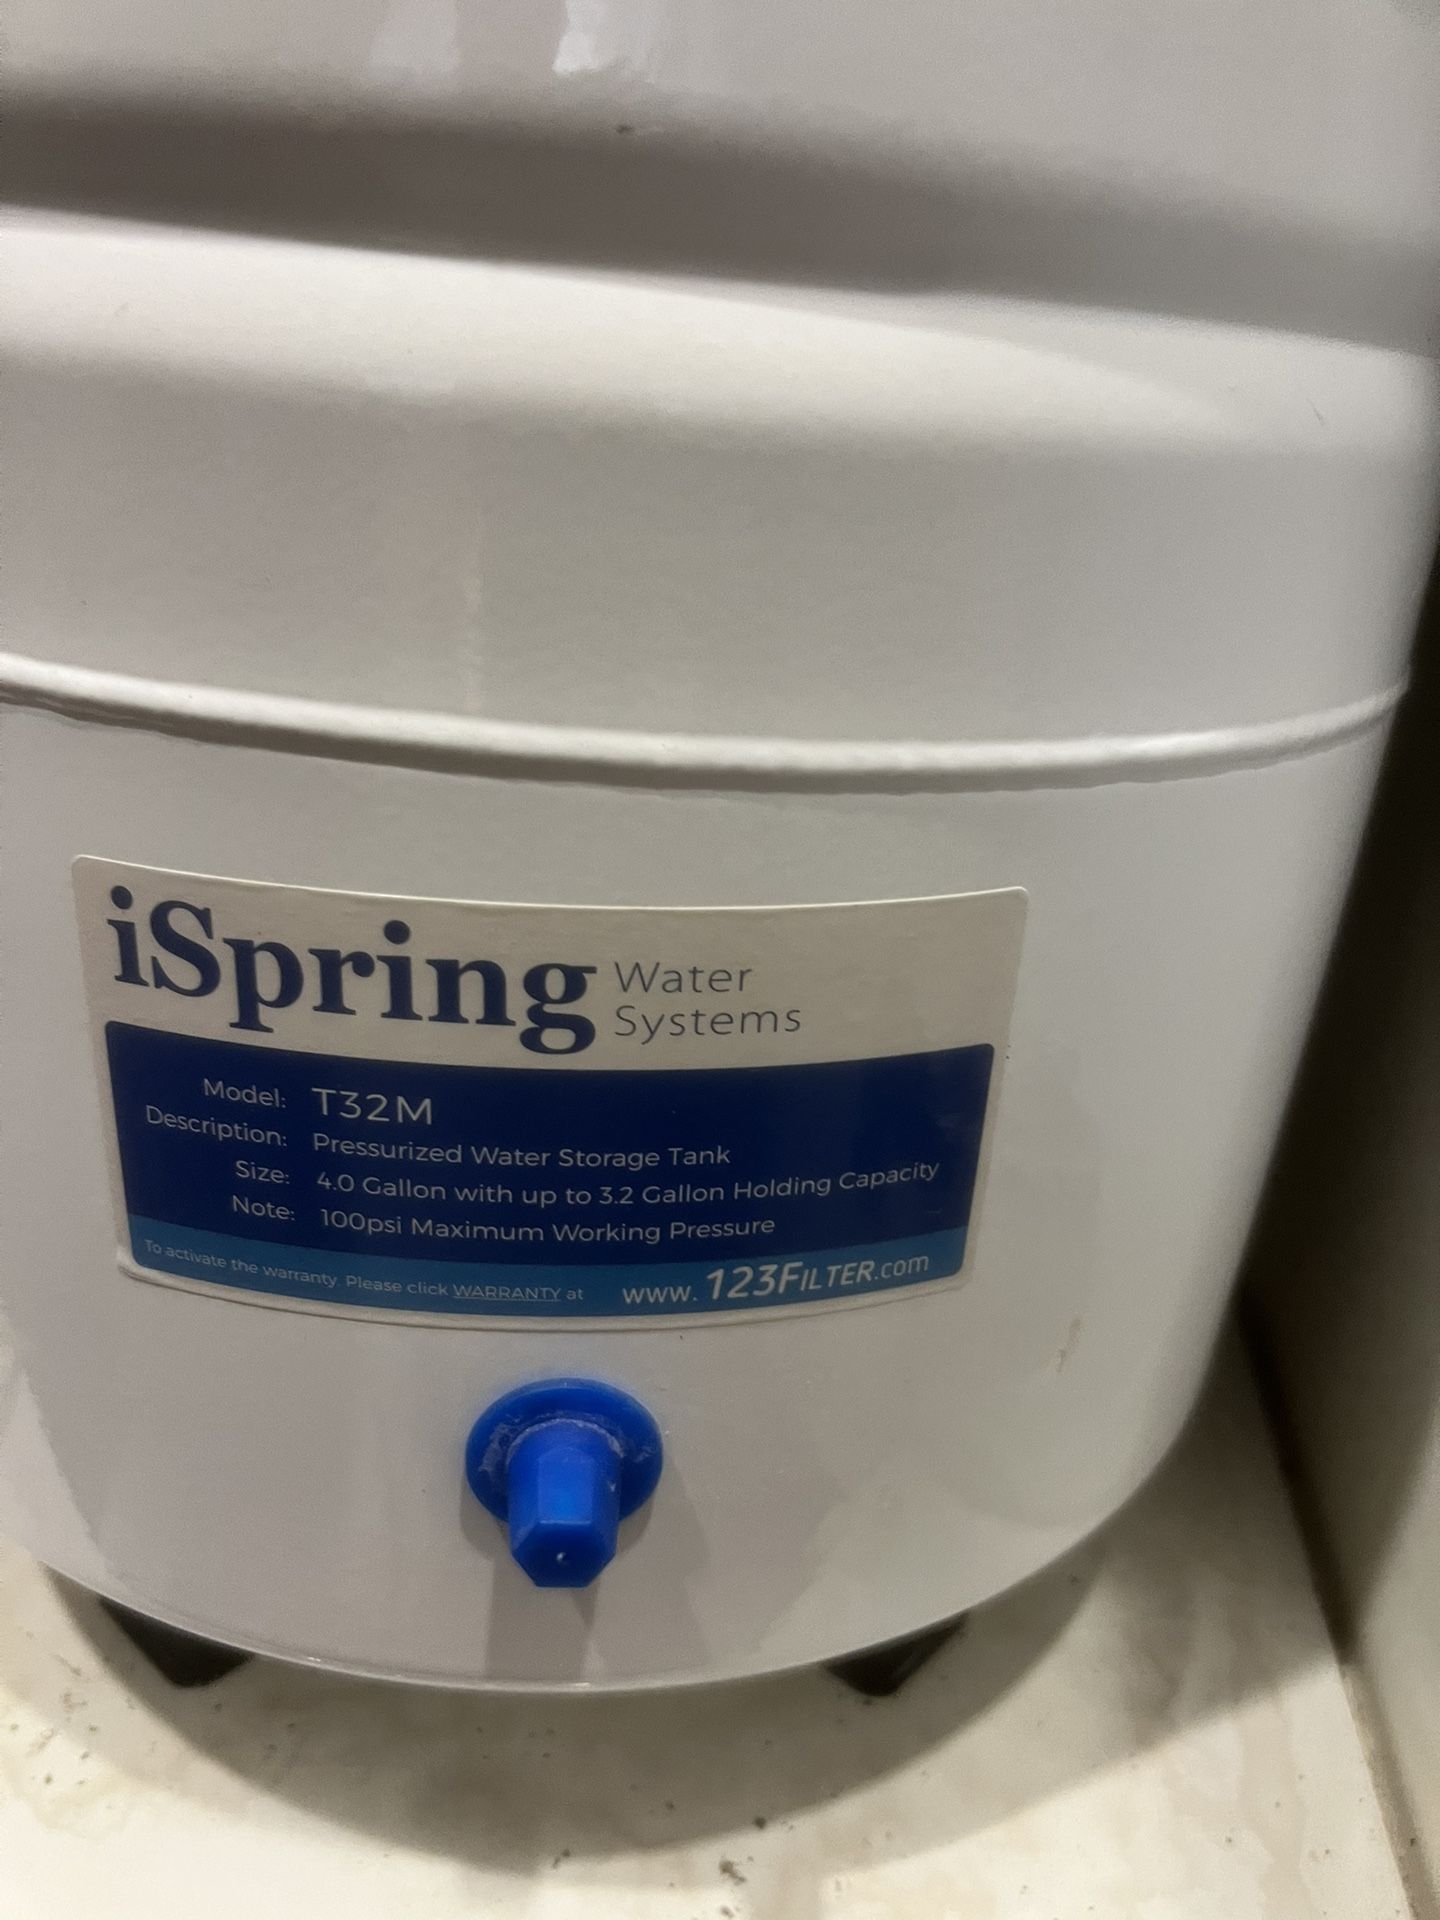 iSpring Water Systems
Model: T32M
Description: Pressurized Water Storage Tank
Size: 4.0 Gallon with up to 3.2 Gallon Holding Capacity
Note: 100psi Maximum Working Pressure
To activate the warranty. Please click WARRANTY at www.123FILTER.com